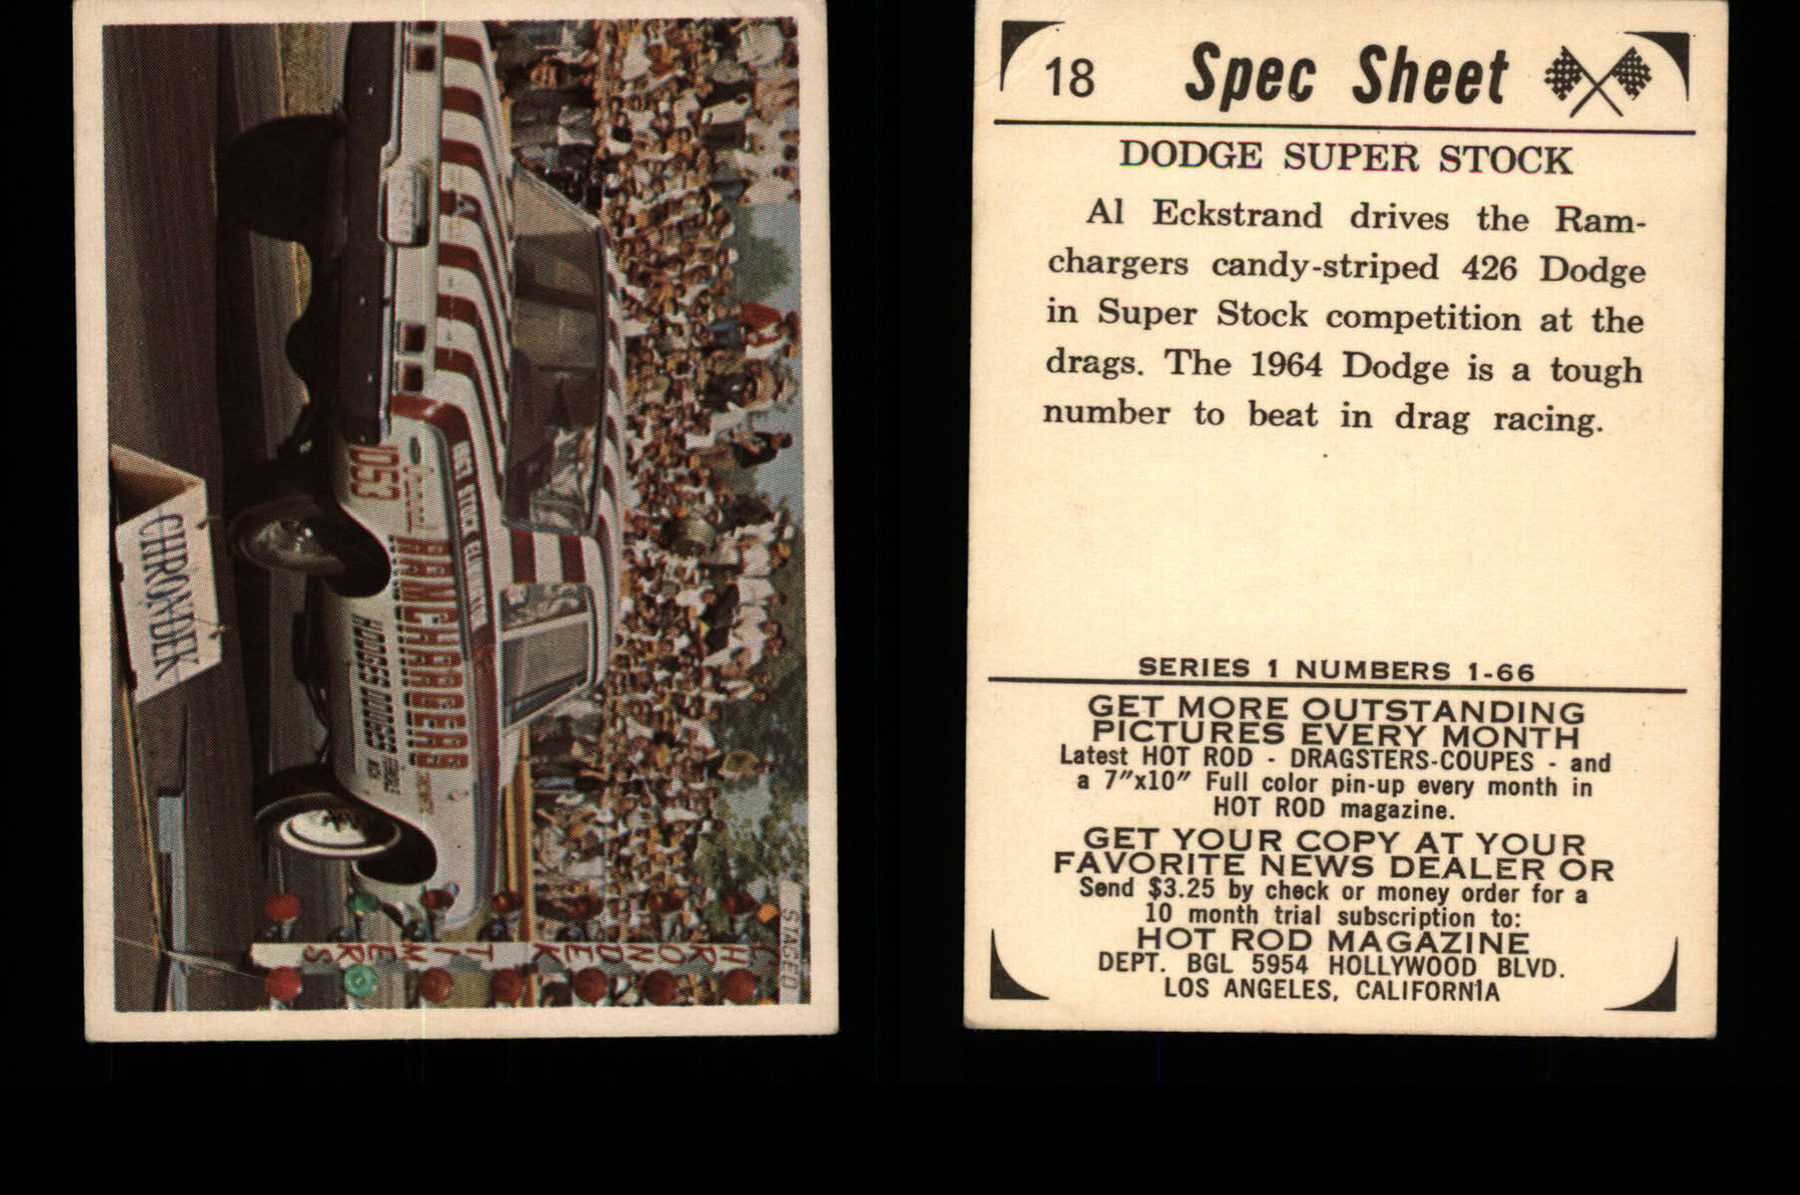 D53
RAMCHARGERS
HODGES DODGES
CHRONDEK
STAGED
CHRONDEK TIMERS
18 Spec Sheet
DODGE SUPER STOCK
Al Eckstrand drives the Ram-
chargers candy-striped 426 Dodge
in Super Stock competition at the
drags. The 1964 Dodge is a tough
number to beat in drag racing.
SERIES 1 NUMBERS 1-66
GET MORE OUTSTANDING
PICTURES EVERY MONTH
Latest HOT ROD - DRAGSTERS-COUPES - and
a 7"x10" Full color pin-up every month in
HOT ROD magazine.
GET YOUR COPY AT YOUR
FAVORITE NEWS DEALER OR
Send $3.25 by check or money order for a
10 month trial subscription to:
HOT ROD MAGAZINE
DEPT. BGL 5954 HOLLYWOOD BLVD.
LOS ANGELES, CALIFORNIA